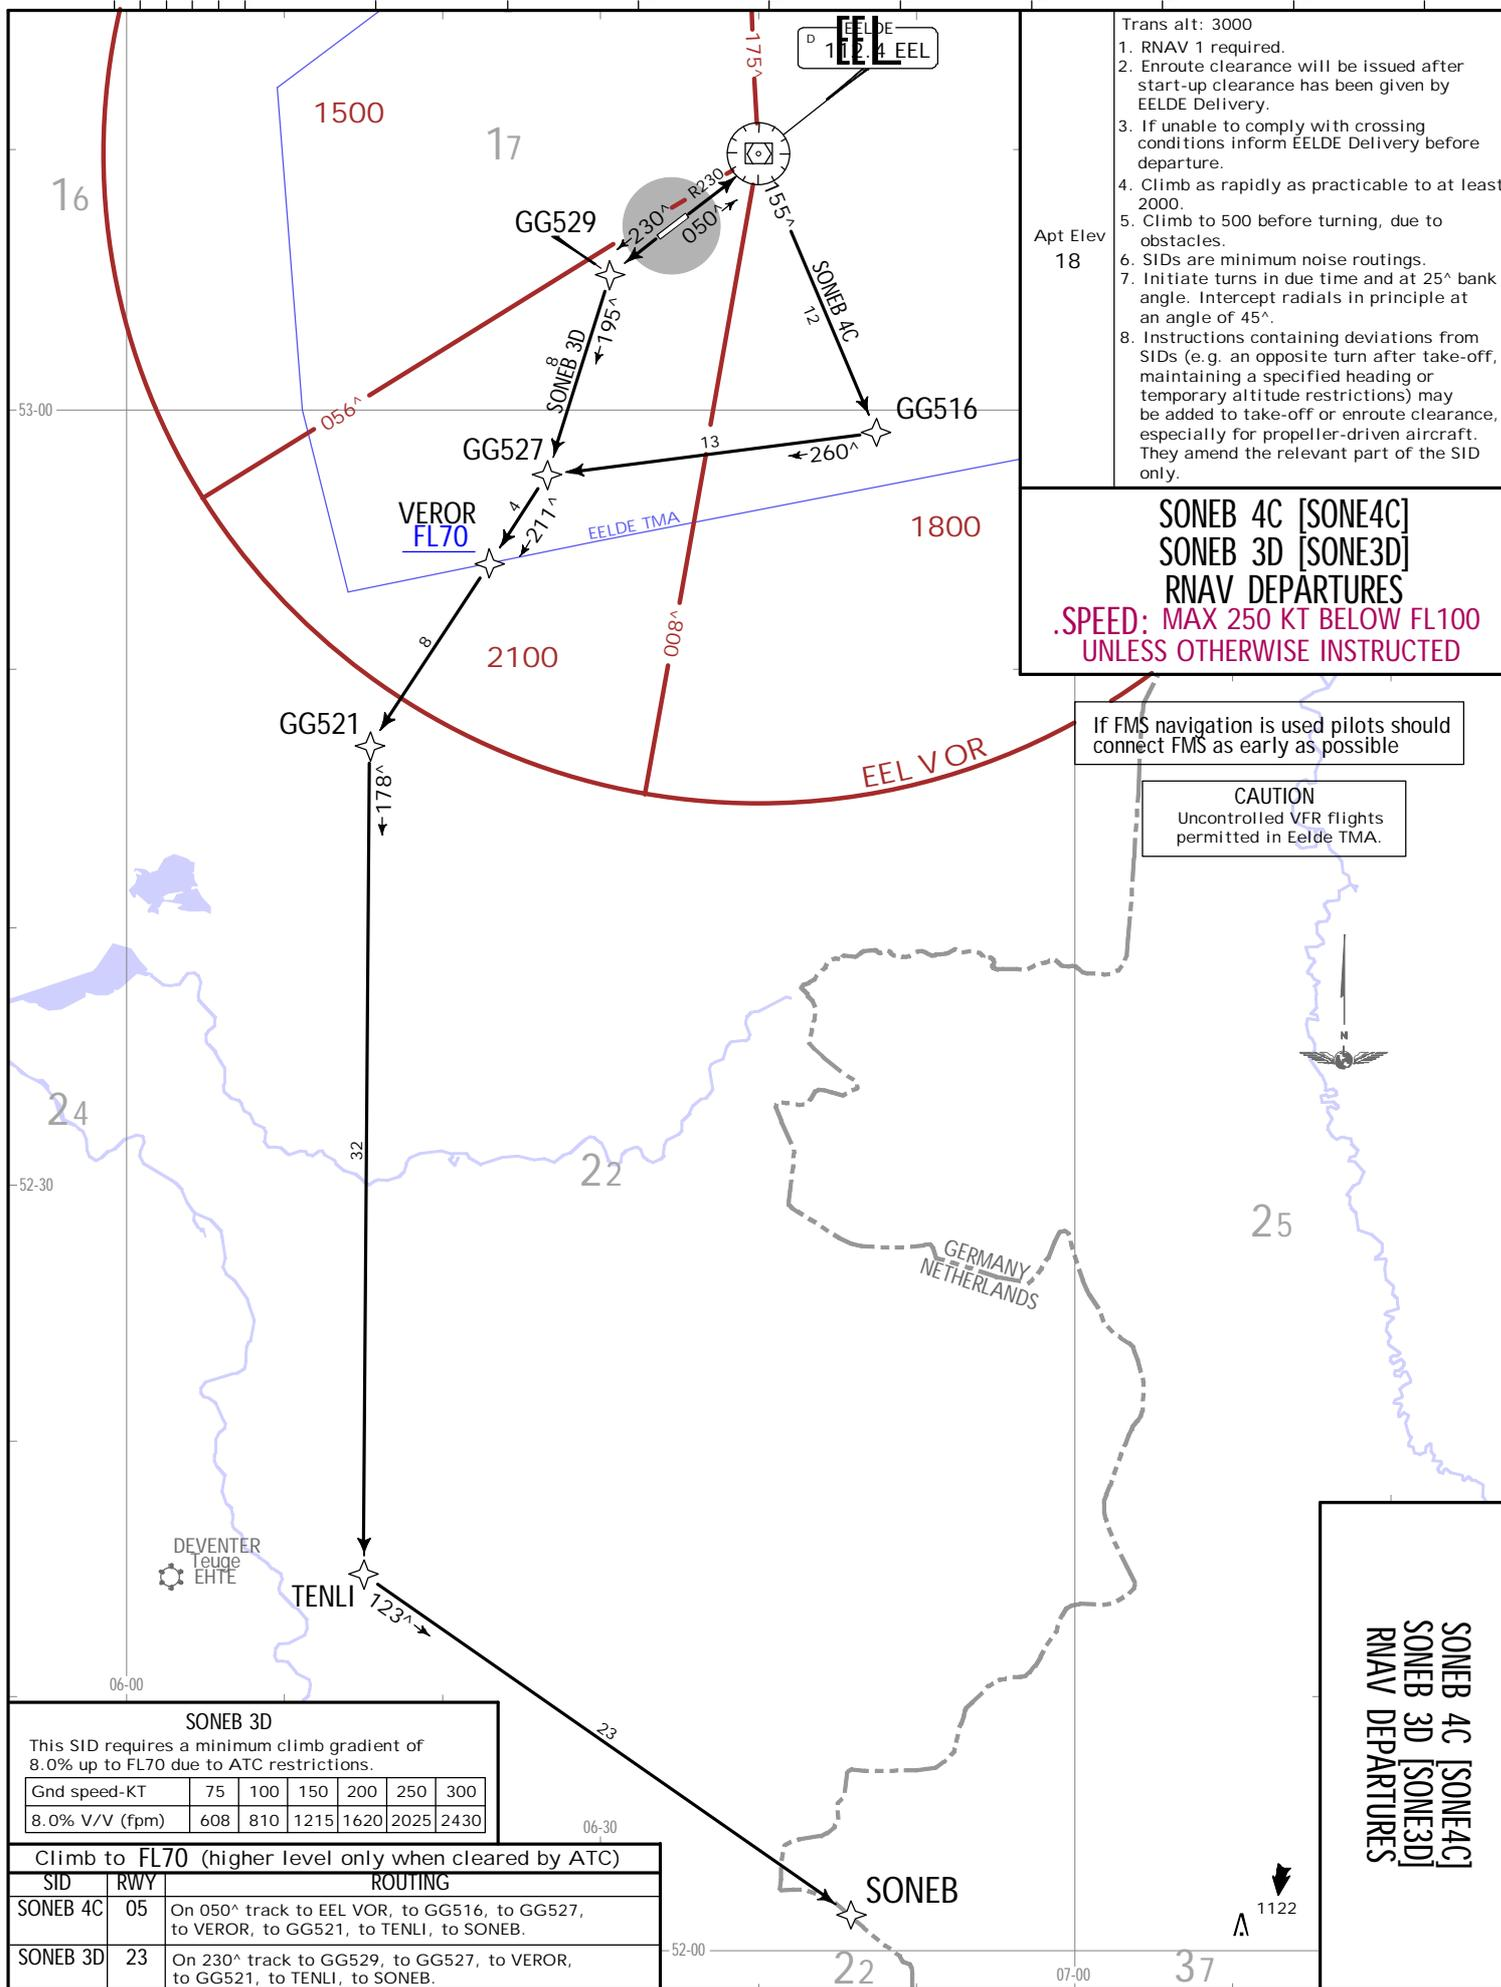 EELDE
D 112.4 EEL
EEL
175^
1500
17
16
R230
230^
050^
155^
GG529
195^
8
SONEB 3D
SONEB 4C
12
53-00
056^
GG516
13
260^
GG527
4
211^
VEROR
FL70
EELDE TMA
1800
008^
8
2100
GG521
178^
EEL VOR
Apt Elev
18
Trans alt: 3000
1. RNAV 1 required.
2. Enroute clearance will be issued after
start-up clearance has been given by
EELDE Delivery.
3. If unable to comply with crossing
conditions inform EELDE Delivery before
departure.
4. Climb as rapidly as practicable to at least
2000.
5. Climb to 500 before turning, due to
obstacles.
6. SIDs are minimum noise routings.
7. Initiate turns in due time and at 25^ bank
angle. Intercept radials in principle at
an angle of 45^.
8. Instructions containing deviations from
SIDs (e.g. an opposite turn after take-off,
maintaining a specified heading or
temporary altitude restrictions) may
be added to take-off or enroute clearance,
especially for propeller-driven aircraft.
They amend the relevant part of the SID
only.
SONEB 4C [SONE4C]
SONEB 3D [SONE3D]
RNAV DEPARTURES
.SPEED: MAX 250 KT BELOW FL100
UNLESS OTHERWISE INSTRUCTED
If FMS navigation is used pilots should
connect FMS as early as possible
CAUTION
Uncontrolled VFR flights
permitted in Eelde TMA.
N
24
32
22
52-30
25
GERMANY
NETHERLANDS
DEVENTER
Teuge
EHTE
TENLI
123^
23
06-00
SONEB 4C [SONE4C]
SONEB 3D [SONE3D]
RNAV DEPARTURES
SONEB 3D
This SID requires a minimum climb gradient of
8.0% up to FL70 due to ATC restrictions.
Gnd speed-KT 75 100 150 200 250 300
8.0% V/V (fpm) 608 810 1215 1620 2025 2430
06-30
Climb to FL70 (higher level only when cleared by ATC)
SID RWY ROUTING
SONEB 4C 05 On 050^ track to EEL VOR, to GG516, to GG527,
to VEROR, to GG521, to TENLI, to SONEB.
SONEB 3D 23 On 230^ track to GG529, to GG527, to VEROR,
to GG521, to TENLI, to SONEB.
SONEB
1122
52-00
22
07-00
37